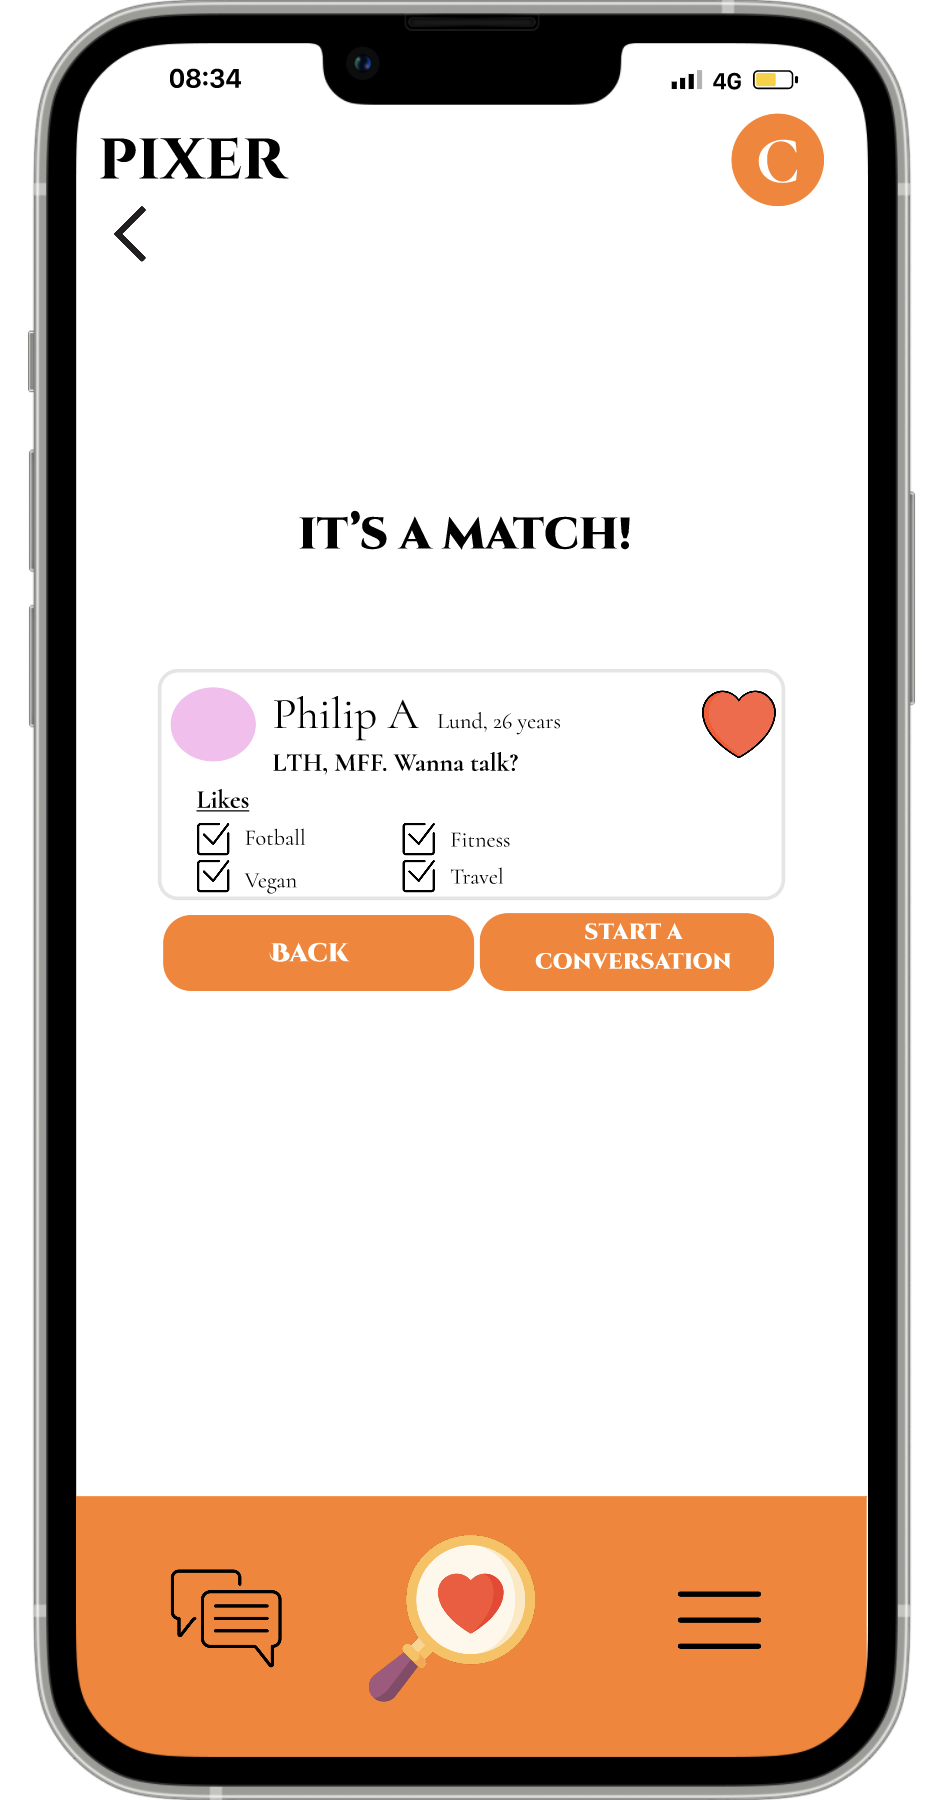 08:34 4G
PIXER
C
IT'S A MATCH!
Philip A Lund, 26 years
LTH, MFF. Wanna talk?
Likes
Fotball Fitness
Vegan Travel
BACK
START A
CONVERSATION